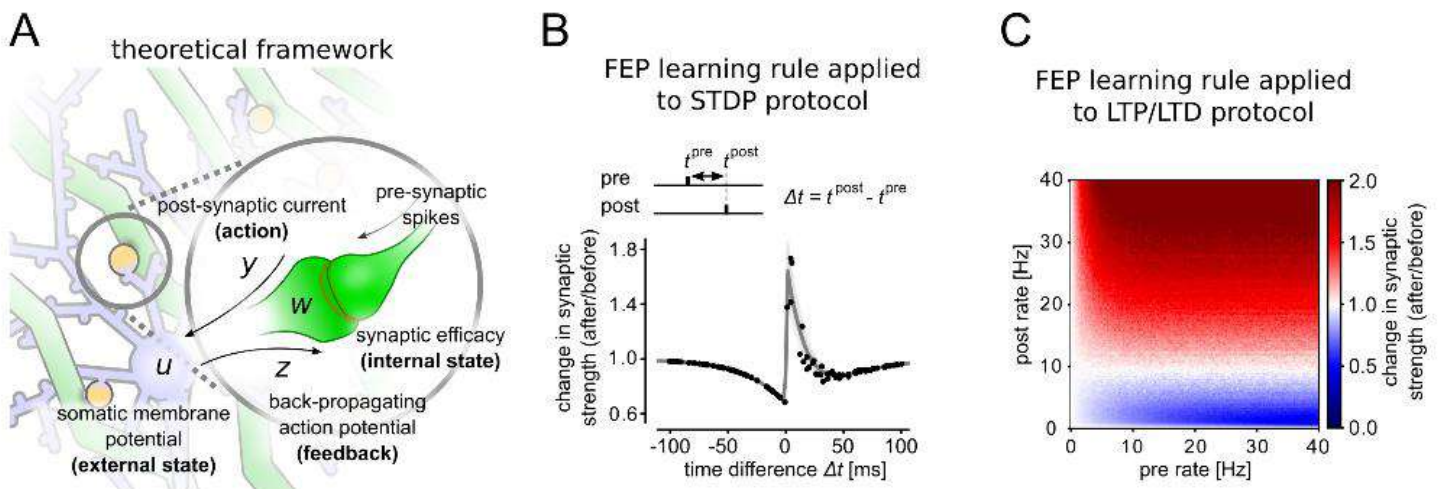 A
theoretical framework
post-synaptic current
(action)
pre-synaptic
spikes
y
w
synaptic efficacy
(internal state)
u
z
somatic membrane
potential
(external state)
back-propagating
action potential
(feedback)
B
FEP learning rule applied
to STDP protocol
t^pre t^post
pre
post
Δt = t^post - t^pre
change in synaptic
strength (after/before)
1.8
1.4
1.0
0.6
-100 -50 0 50 100
time difference Δt [ms]
C
FEP learning rule applied
to LTP/LTD protocol
post rate [Hz]
40
30
20
10
0
0 10 20 30 40
pre rate [Hz]
2.0
1.5
1.0
0.5
0.0
change in synaptic
strength (after/before)